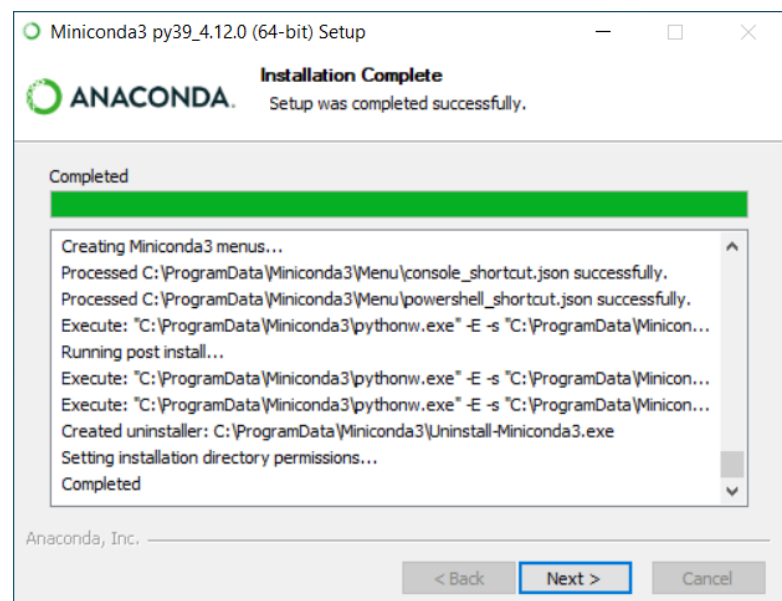 Miniconda3 py39_4.12.0 (64-bit) Setup
ANACONDA.
Installation Complete
Setup was completed successfully.
Completed
Creating Miniconda3 menus...
Processed C:\ProgramData\Miniconda3\Menu\console_shortcut.json successfully.
Processed C:\ProgramData\Miniconda3\Menu\powershell_shortcut.json successfully.
Execute: "C:\ProgramData\Miniconda3\pythonw.exe" -E -s "C:\ProgramData\Minicon...
Running post install...
Execute: "C:\ProgramData\Miniconda3\pythonw.exe" -E -s "C:\ProgramData\Minicon...
Execute: "C:\ProgramData\Miniconda3\pythonw.exe" -E -s "C:\ProgramData\Minicon...
Created uninstaller: C:\ProgramData\Miniconda3\Uninstall-Miniconda3.exe
Setting installation directory permissions...
Completed
Anaconda, Inc.
< Back Next > Cancel